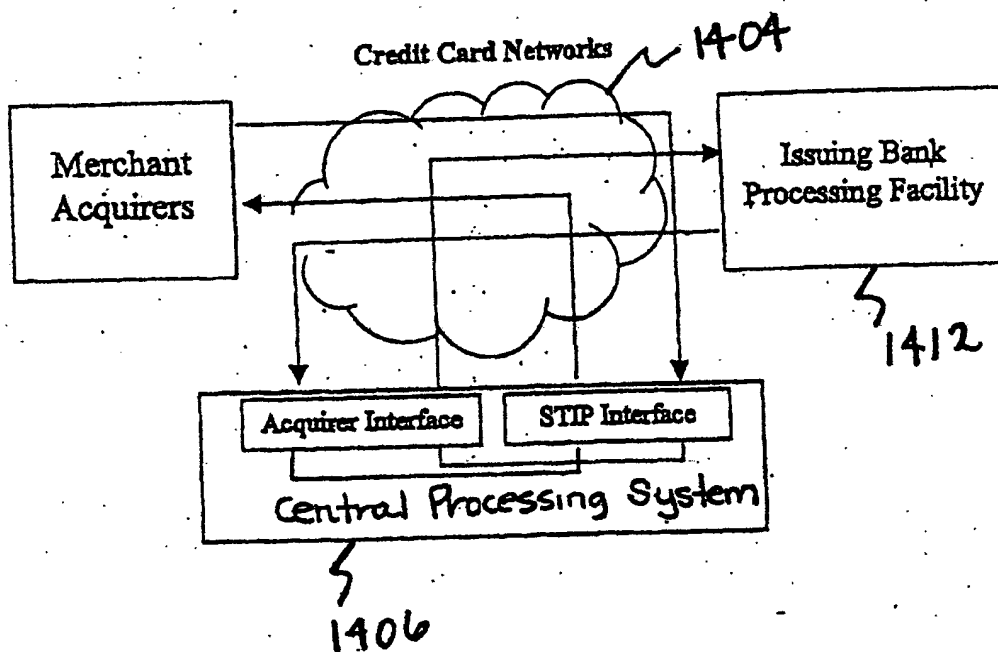 Credit Card Networks
1404
Merchant
Acquirers
Issuing Bank
Processing Facility
1412
Acquirer Interface
STIP Interface
Central Processing System
1406